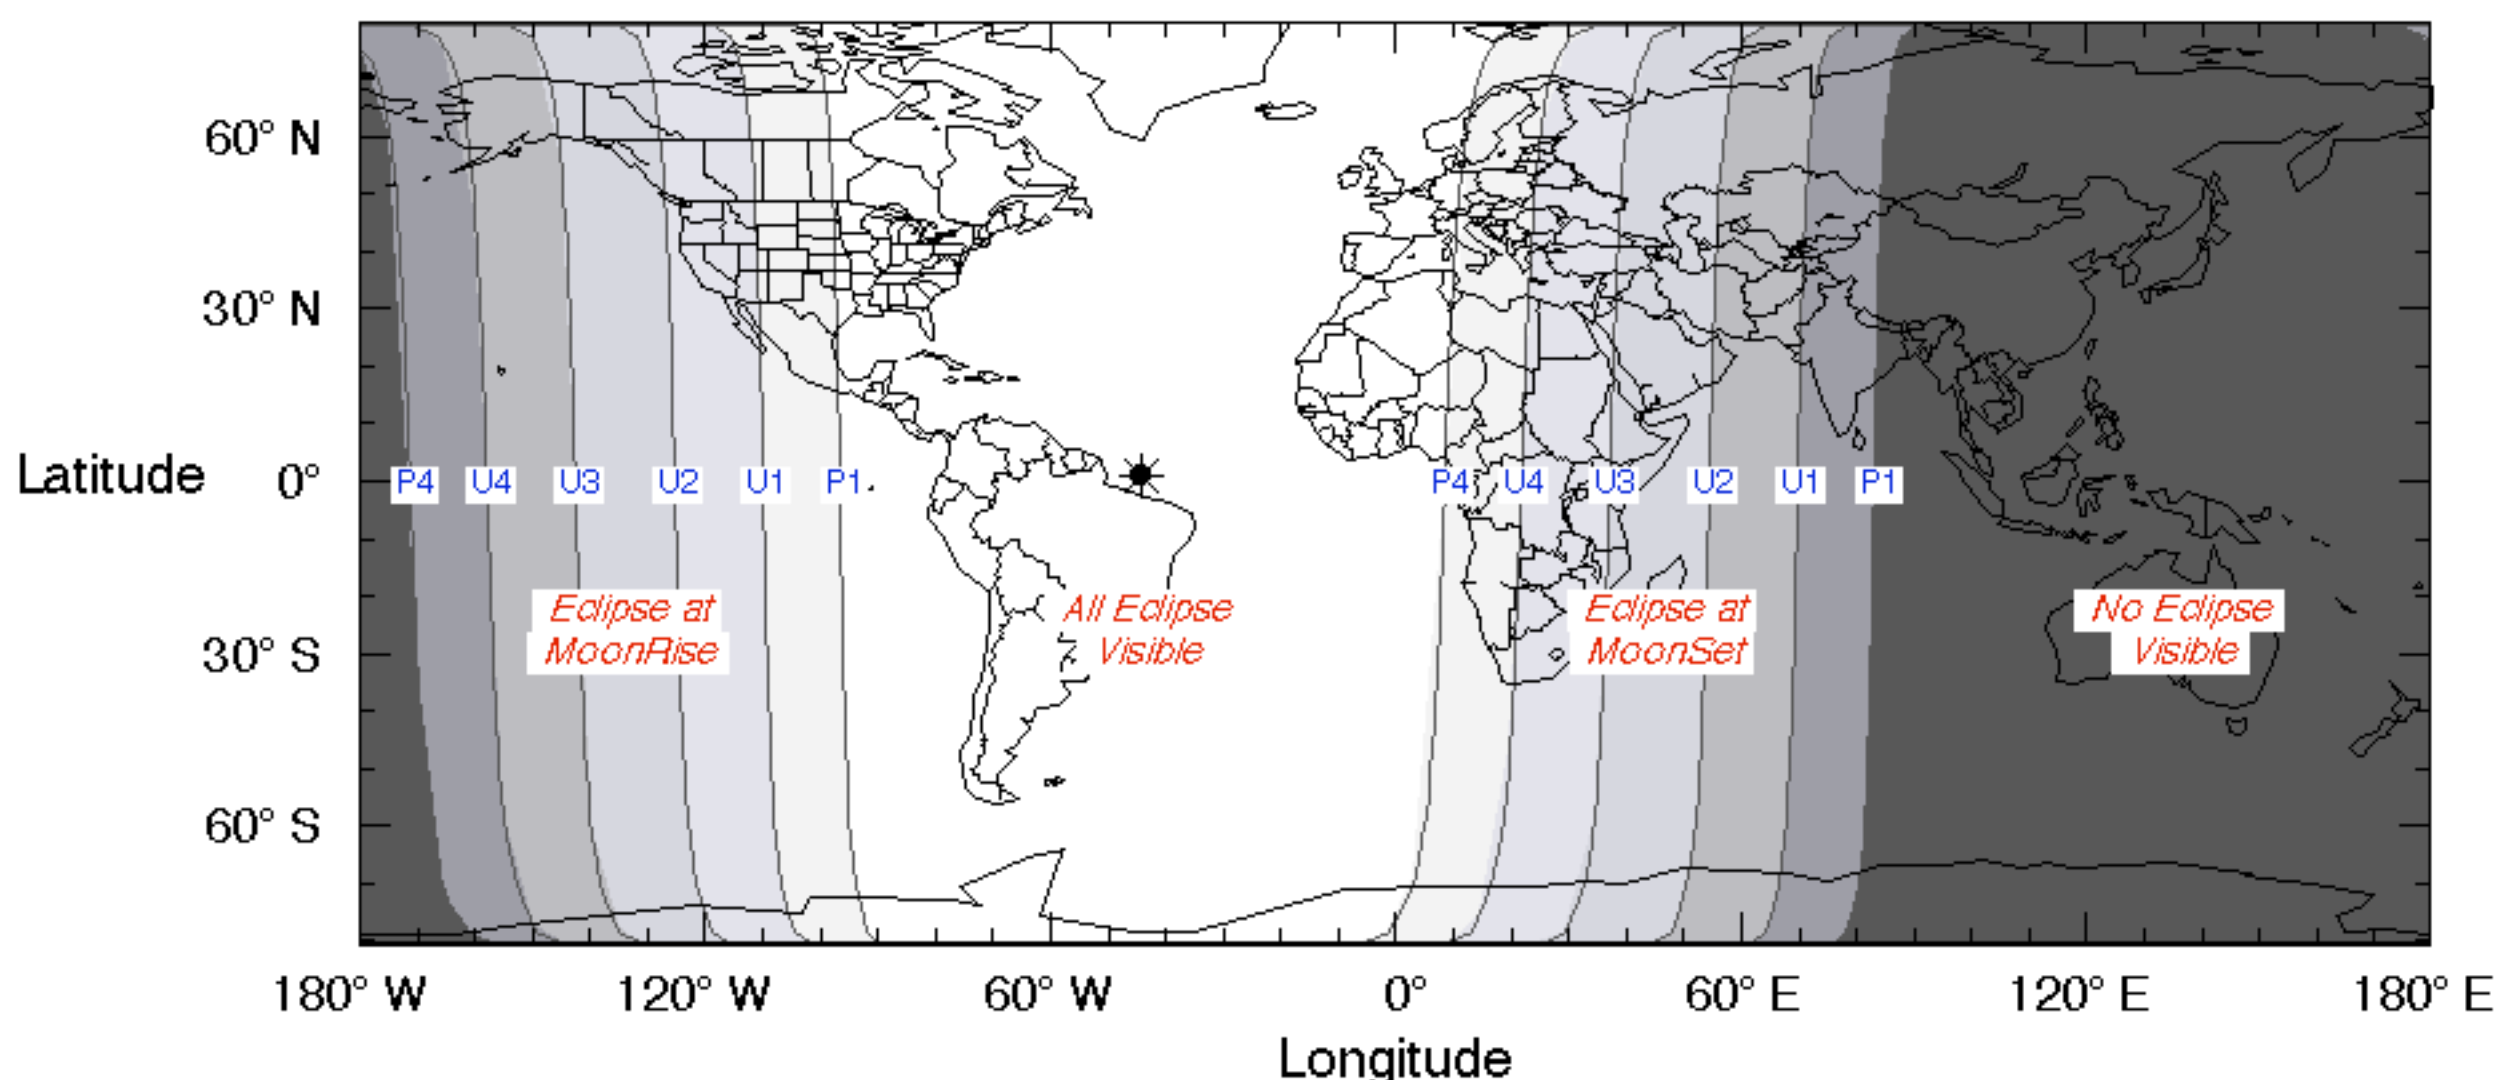 60° N
30° N
Latitude 0°
P4 U4 U3 U2 U1 P1 P4 U4 U3 U2 U1 P1
Eclipse at
MoonRise
All Eclipse
Visible
Eclipse at
MoonSet
No Eclipse
Visible
30° S
60° S
180° W 120° W 60° W 0° 60° E 120° E 180° E
Longitude